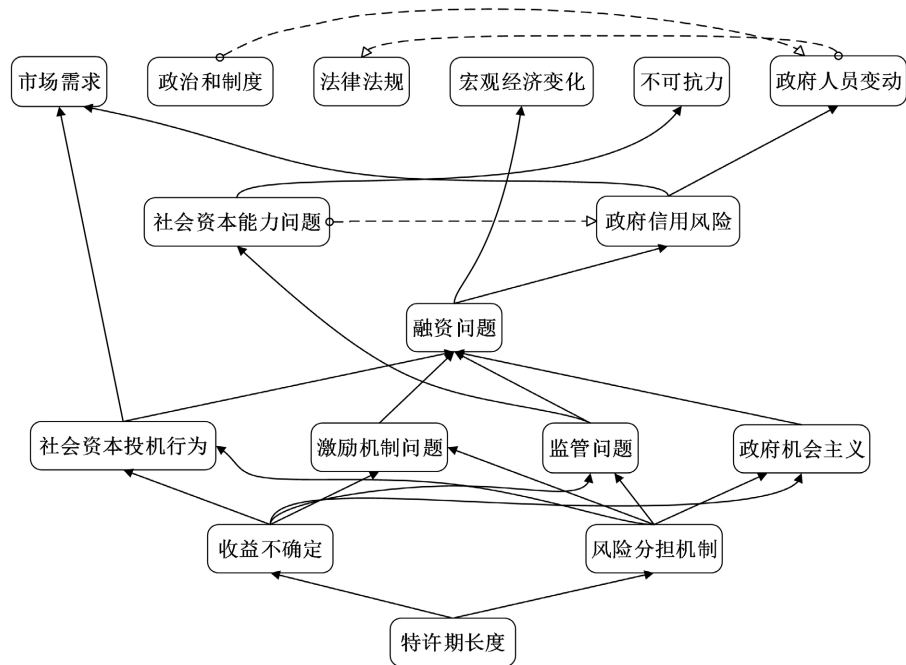 市场需求
政治和制度
法律法规
宏观经济变化
不可抗力
政府人员变动
社会资本能力问题
政府信用风险
融资问题
社会资本投机行为
激励机制问题
监管问题
政府机会主义
收益不确定
风险分担机制
特许期长度